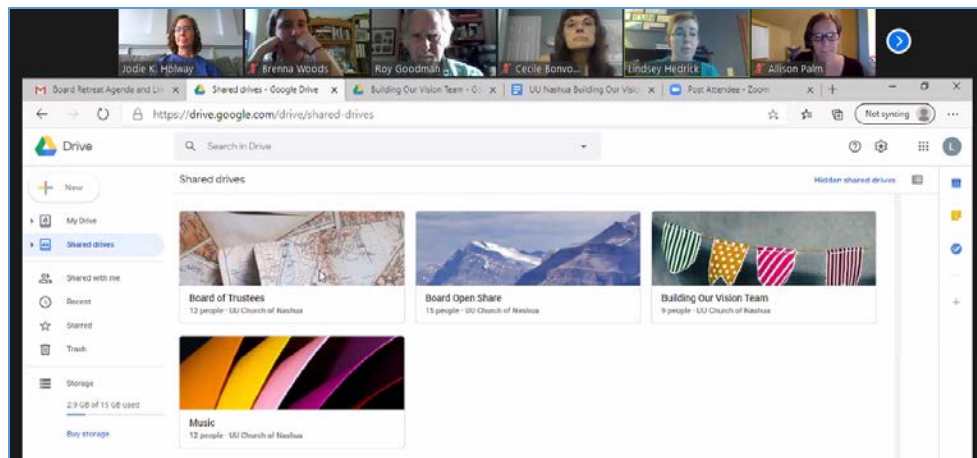 Jodie K. Holway
Brenna Woods
Roy Goodman
Cecile Bonvo...
Lindsey Hedrick
Allison Palm
Board Retreat Agenda and Lin
Shared drives - Google Drive
Building Our Vision Team - Go
UU Nashua Building Our Visio
Post Attendee - Zoom
https://drive.google.com/drive/shared-drives
Not syncing
Drive
Search in Drive
L
New
Shared drives
Hidden shared drives
My Drive
Shared drives
Shared with me
Recent
Starred
Trash
Storage
2.9 GB of 15 GB used
Buy storage
Board of Trustees
12 people - UU Church of Nashua
Board Open Share
15 people - UU Church of Nashua
Building Our Vision Team
9 people - UU Church of Nashua
Music
12 people - UU Church of Nashua